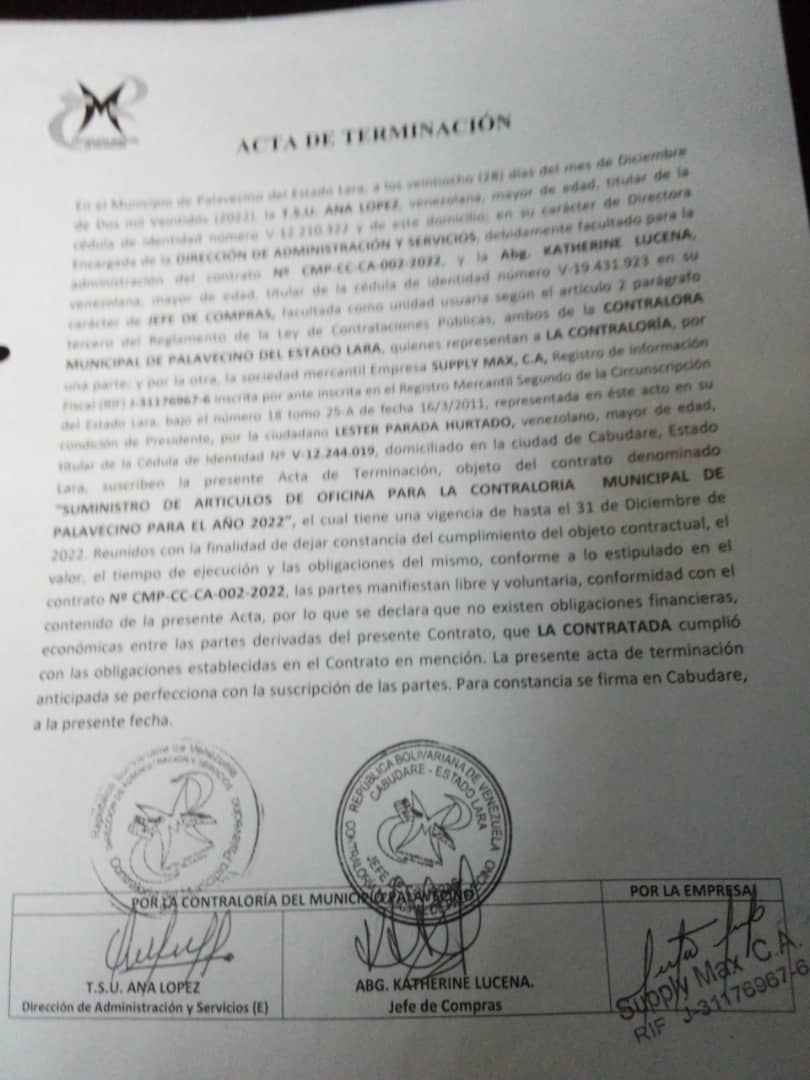 ACTA DE TERMINACIÓN
En el Municipio de Palavecino del Estado Lara, a los veintiocho (28) días del mes de Diciembre
de Dos mil Veintidós (2022), la T.S.U. ANA LOPEZ, venezolana, mayor de edad, titular de la
cédula de identidad número V-12.210.322 y de este domicilio, en su carácter de Directora
Encargada de la DIRECCIÓN DE ADMINISTRACIÓN Y SERVICIOS, debidamente facultado para la
administración del contrato Nº CMP-CC-CA-002-2022, y la Abg. KATHERINE LUCENA,
venezolana, mayor de edad, titular de la cédula de identidad número V-19.431.923 en su
carácter de JEFE DE COMPRAS, facultada como unidad usuaria según el artículo 2 parágrafo
tercero del Reglamento de la Ley de Contrataciones Públicas, ambos de la CONTRALORA
MUNICIPAL DE PALAVECINO DEL ESTADO LARA, quienes representan a LA CONTRALORÍA, por
una parte; y por la otra, la sociedad mercantil Empresa SUPPLY MAX, C.A, Registro de información
Fiscal (RIF) J-31176967-6 inscrita por ante inscrita en el Registro Mercantil Segundo de la Circunscripción
del Estado Lara, bajo el número 18 tomo 25-A de fecha 16/3/2011, representada en éste acto en su
condición de Presidente, por la ciudadano LESTER PARADA HURTADO, venezolano, mayor de edad,
titular de la Cédula de Identidad Nº V-12.244.019, domiciliado en la ciudad de Cabudare, Estado
Lara, suscriben la presente Acta de Terminación, objeto del contrato denominado
"SUMINISTRO DE ARTICULOS DE OFICINA PARA LA CONTRALORIA MUNICIPAL DE
PALAVECINO PARA EL AÑO 2022", el cual tiene una vigencia de hasta el 31 de Diciembre de
2022. Reunidos con la finalidad de dejar constancia del cumplimiento del objeto contractual, el
valor, el tiempo de ejecución y las obligaciones del mismo, conforme a lo estipulado en el
contrato Nº CMP-CC-CA-002-2022, las partes manifiestan libre y voluntaria, conformidad con el
contenido de la presente Acta, por lo que se declara que no existen obligaciones financieras,
económicas entre las partes derivadas del presente Contrato, que LA CONTRATADA cumplió
con las obligaciones establecidas en el Contrato en mención. La presente acta de terminación
anticipada se perfecciona con la suscripción de las partes. Para constancia se firma en Cabudare,
a la presente fecha.
República Bolivariana de Venezuela
DIRECCIÓN DE ADMINISTRACIÓN Y SERVICIOS
REPÚBLICA BOLIVARIANA DE VENEZUELA
CABUDARE - ESTADO LARA
POR LA CONTRALORÍA DEL MUNICIPIO PALAVECINO
POR LA EMPRESA
T.S.U. ANA LOPEZ
Dirección de Administración y Servicios (E)
ABG. KATHERINE LUCENA.
Jefe de Compras
Supply Max C.A.
RIF J-31176967-6